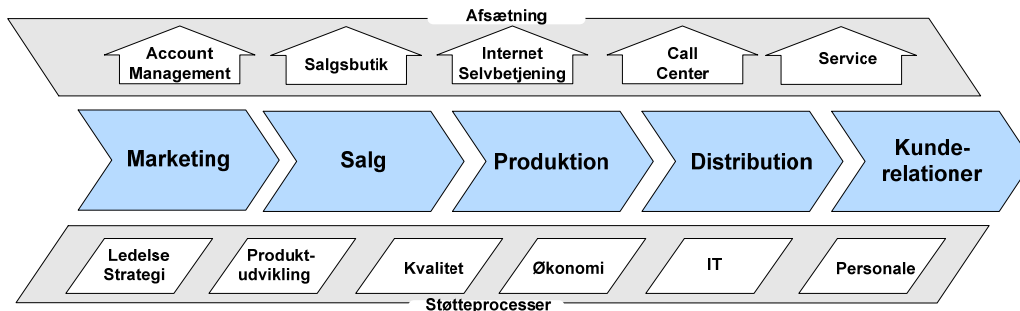 Afsætning
Account
Management
Salgsbutik
Internet
Selvbetjening
Call
Center
Service
Marketing
Salg
Produktion
Distribution
Kunde-
relationer
Ledelse
Strategi
Produkt-
udvikling
Kvalitet
Økonomi
IT
Personale
Støtteprocesser